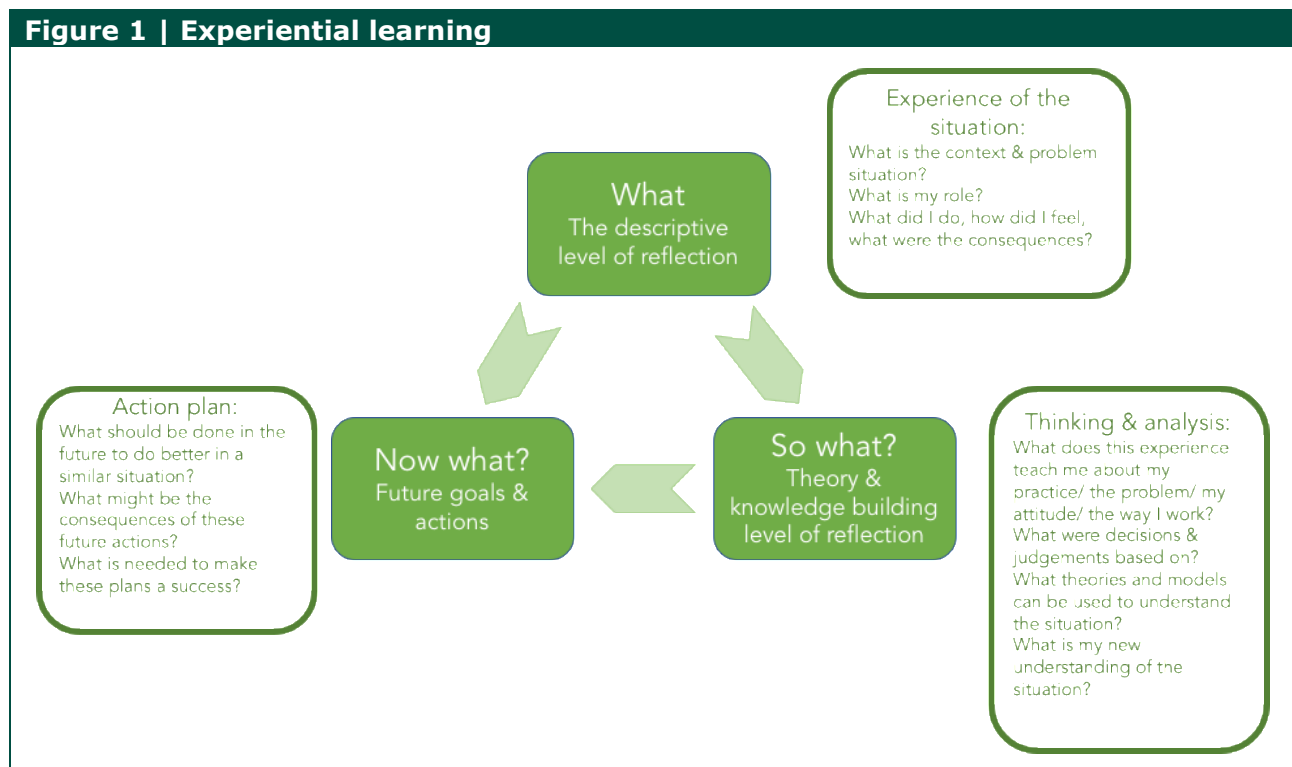 Figure 1 | Experiential learning
Experience of the
situation:
What is the context & problem
situation?
What is my role?
What did I do, how did I feel,
what were the consequences?
What
The descriptive
level of reflection
Action plan:
What should be done in the
future to do better in a
similar situation?
What might be the
consequences of these
future actions?
What is needed to make
these plans a success?
Now what?
Future goals &
actions
So what?
Theory &
knowledge building
level of reflection
Thinking & analysis:
What does this experience
teach me about my
practice/ the problem/ my
attitude/ the way I work?
What were decisions &
judgements based on?
What theories and models
can be used to understand
the situation?
What is my new
understanding of the
situation?